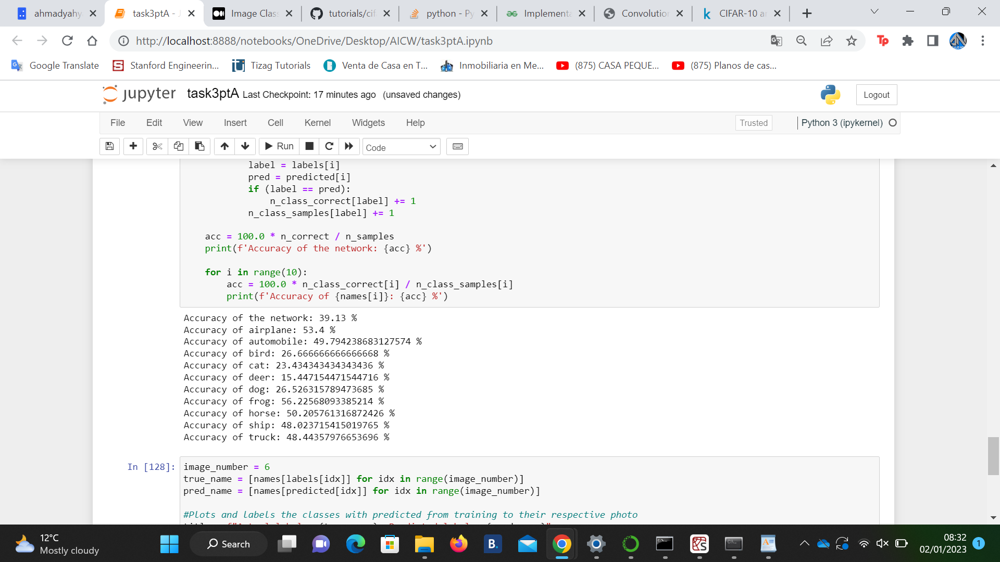 ahmadyahy
task3ptA - J
Image Clas
tutorials/cif
python - Py
Implementa
Convolution
CIFAR-10 a
http://localhost:8888/notebooks/OneDrive/Desktop/AICW/task3ptA.ipynb
Google Translate
Stanford Engineerin...
Tizag Tutorials
Venta de Casa en T...
Inmobiliaria en Me...
(875) CASA PEQUE...
(875) Planos de cas...
jupyter task3ptA Last Checkpoint: 17 minutes ago (unsaved changes)
Logout
File Edit View Insert Cell Kernel Widgets Help
Trusted
Python 3 (ipykernel)
Run
Code
label = labels[i]
pred = predicted[i]
if (label == pred):
n_class_correct[label] += 1
n_class_samples[label] += 1
acc = 100.0 * n_correct / n_samples
print(f'Accuracy of the network: {acc} %')
for i in range(10):
acc = 100.0 * n_class_correct[i] / n_class_samples[i]
print(f'Accuracy of {names[i]}: {acc} %')
Accuracy of the network: 39.13 %
Accuracy of airplane: 53.4 %
Accuracy of automobile: 49.794238683127574 %
Accuracy of bird: 26.666666666666668 %
Accuracy of cat: 23.434343434343436 %
Accuracy of deer: 15.447154471544716 %
Accuracy of dog: 26.526315789473685 %
Accuracy of frog: 56.22568093385214 %
Accuracy of horse: 50.205761316872426 %
Accuracy of ship: 48.023715415019765 %
Accuracy of truck: 48.44357976653696 %
In [128]:
image_number = 6
true_name = [names[labels[idx]] for idx in range(image_number)]
pred_name = [names[predicted[idx]] for idx in range(image_number)]
#Plots and labels the classes with predicted from training to their respective photo
12°C
Mostly cloudy
Search
08:32
02/01/2023
1